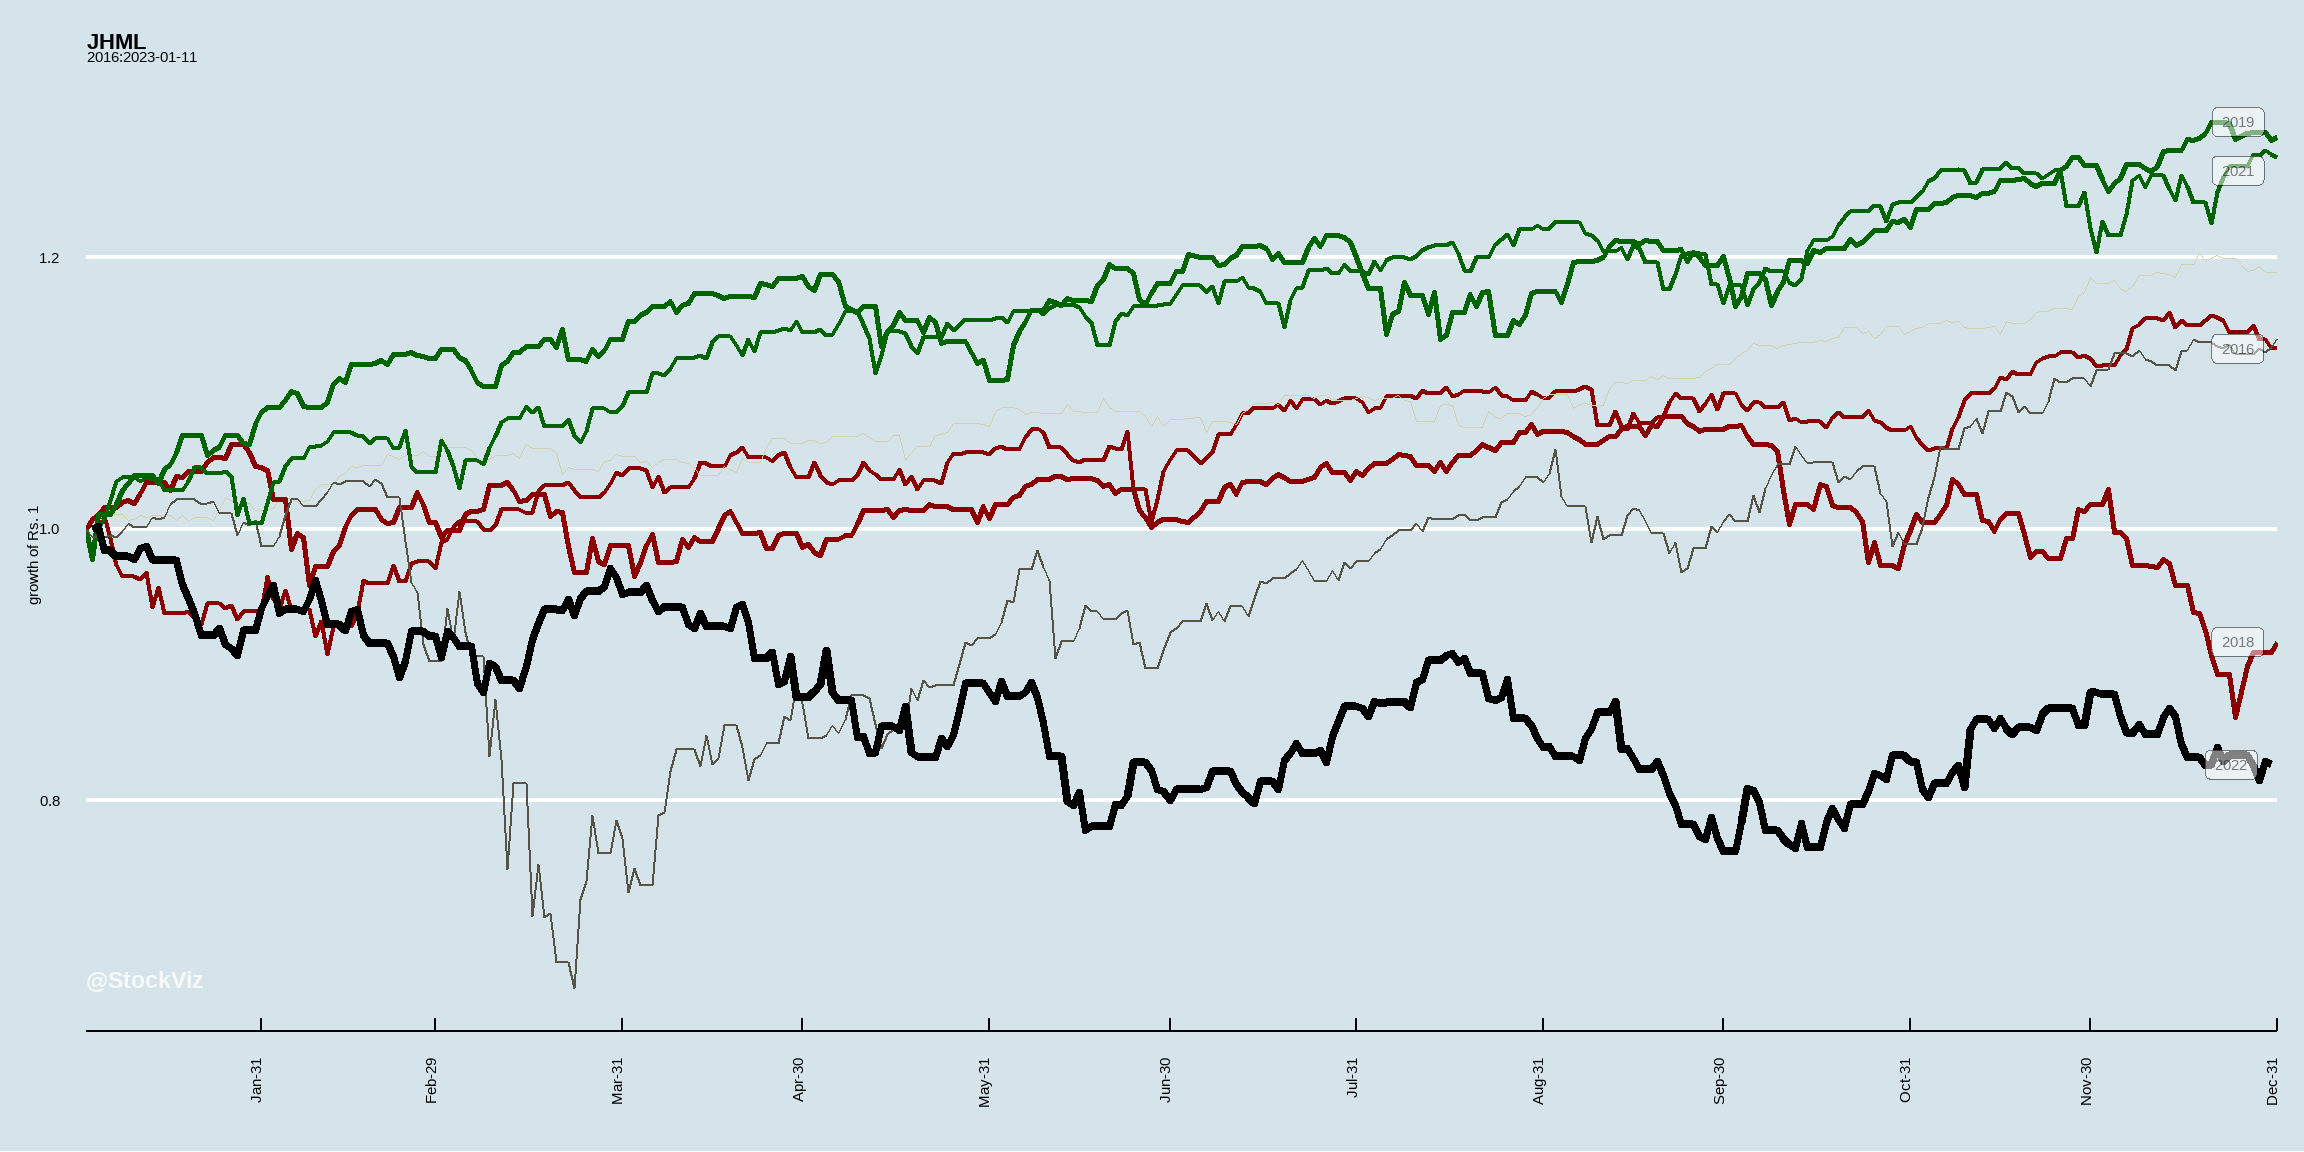 JHML
2016:2023-01-11
2019
2021
1.2
2016
growth of Rs. 1
1.0
2018
2022
0.8
@StockViz
Jan-31
Feb-29
Mar-31
Apr-30
May-31
Jun-30
Jul-31
Aug-31
Sep-30
Oct-31
Nov-30
Dec-31